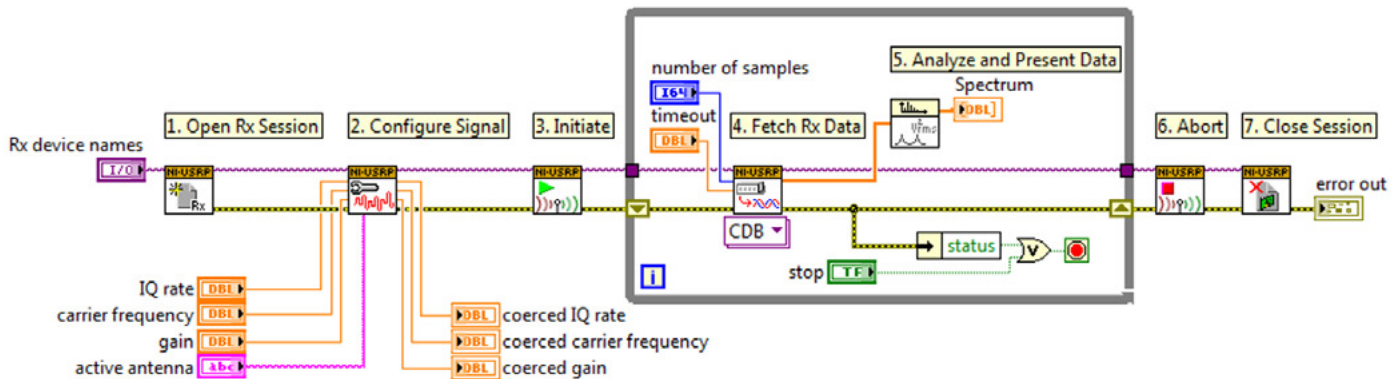 5. Analyze and Present Data
number of samples
I64
Spectrum
DBL]
timeout
DBL
1. Open Rx Session
2. Configure Signal
3. Initiate
4. Fetch Rx Data
6. Abort
7. Close Session
Rx device names
I/O
NI-USRP
Rx
NI-USRP
NI-USRP
NI-USRP
Vrms
NI-USRP
NI-USRP
error out
CDB
status
V
stop
TF
i
IQ rate
DBL
carrier frequency
DBL
gain
DBL
active antenna
abc
DBL
coerced IQ rate
DBL
coerced carrier frequency
DBL
coerced gain